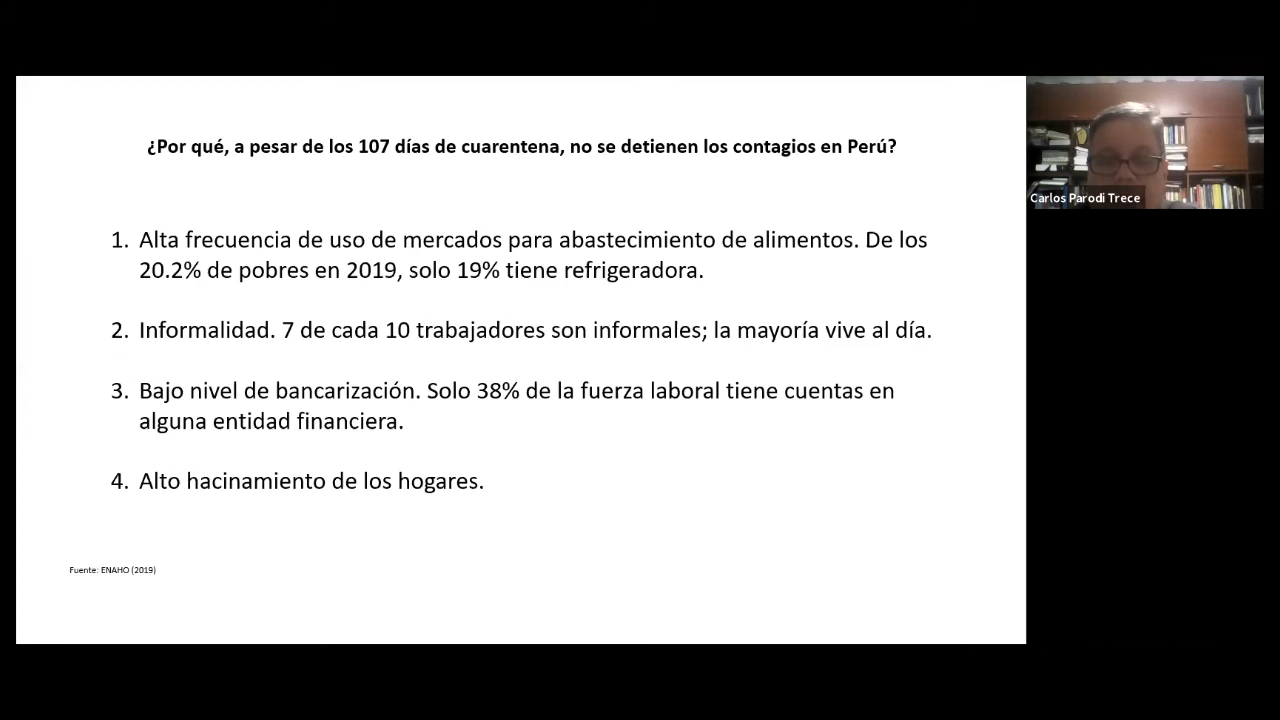 ¿Por qué, a pesar de los 107 días de cuarentena, no se detienen los contagios en Perú?
1. Alta frecuencia de uso de mercados para abastecimiento de alimentos. De los
20.2% de pobres en 2019, solo 19% tiene refrigeradora.
2. Informalidad. 7 de cada 10 trabajadores son informales; la mayoría vive al día.
3. Bajo nivel de bancarización. Solo 38% de la fuerza laboral tiene cuentas en
alguna entidad financiera.
4. Alto hacinamiento de los hogares.
Fuente: ENAHO (2019)
Carlos Parodi Trece